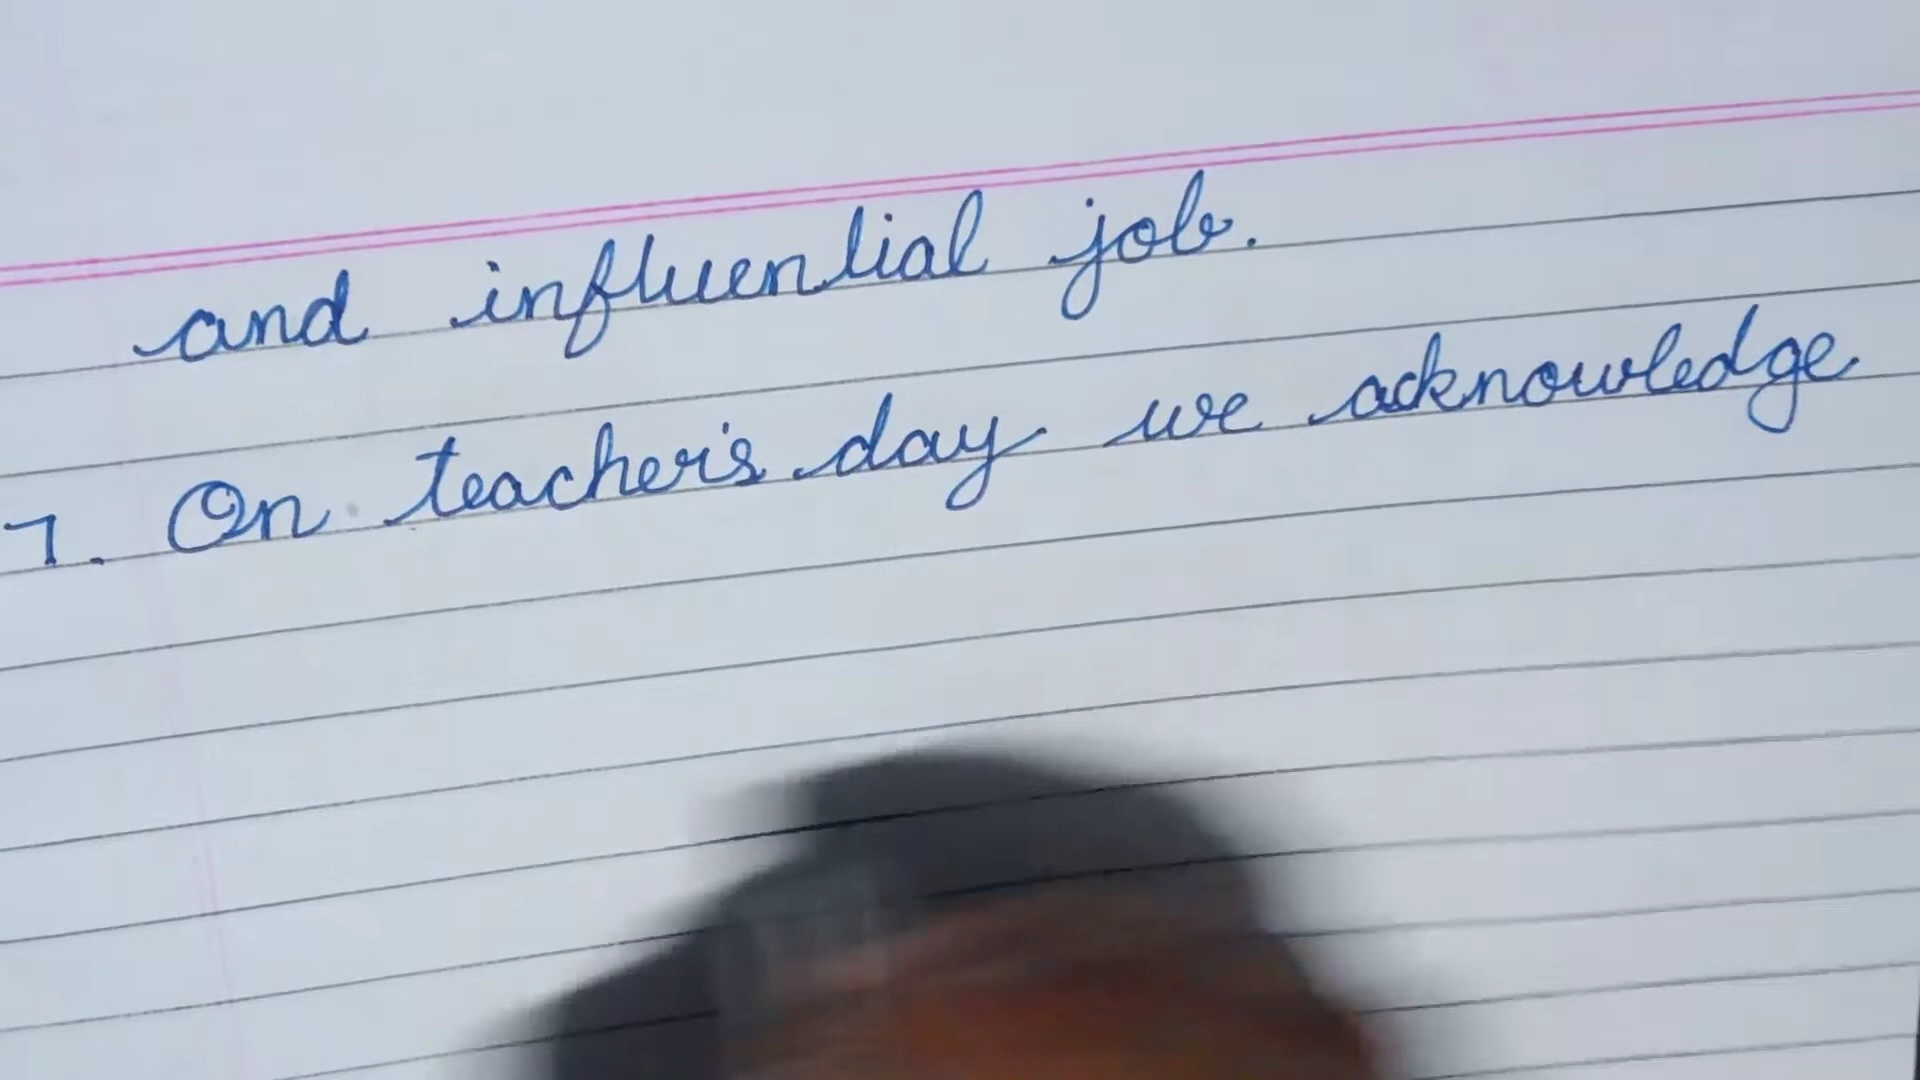 and influential job.
7. On teacher's day we acknowledge